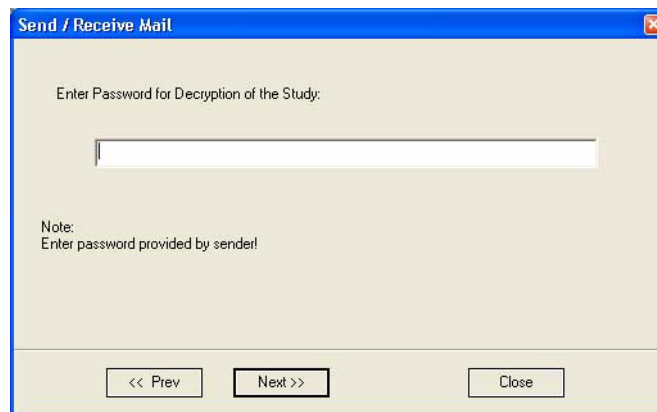 Send / Receive Mail
Enter Password for Decryption of the Study:
Note:
Enter password provided by sender!
<< Prev
Next >>
Close